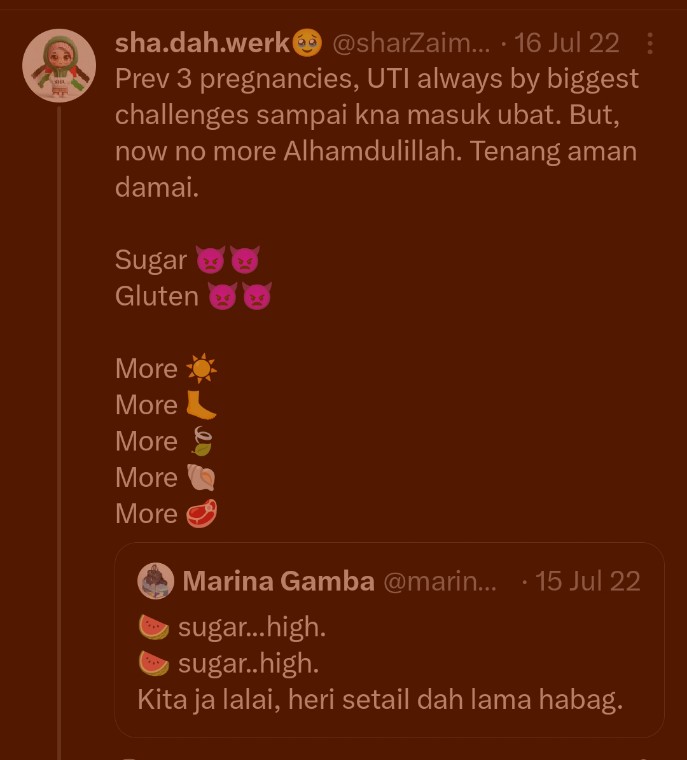 sha.dah.werk🥹 @sharZaim... · 16 Jul 22
Prev 3 pregnancies, UTI always by biggest
challenges sampai kna masuk ubat. But,
now no more Alhamdulillah. Tenang aman
damai.
Sugar 👿👿
Gluten 👿👿
More ☀️
More 🦶
More 🍃
More 🐚
More 🥩
Marina Gamba @marin... · 15 Jul 22
🍉 sugar...high.
🍉 sugar..high.
Kita ja lalai, heri setail dah lama habag.